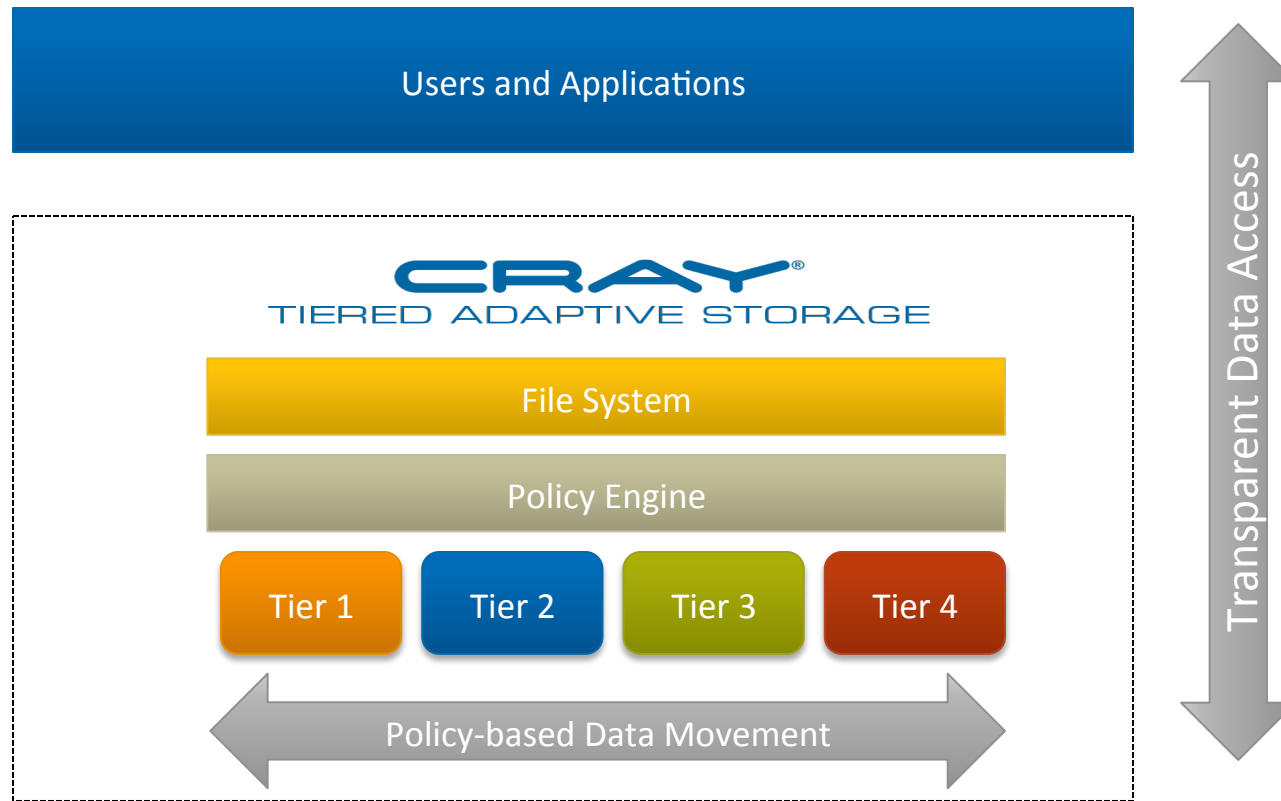 Users and Applications
CRAY®
TIERED ADAPTIVE STORAGE
File System
Policy Engine
Tier 1
Tier 2
Tier 3
Tier 4
Policy-based Data Movement
Transparent Data Access